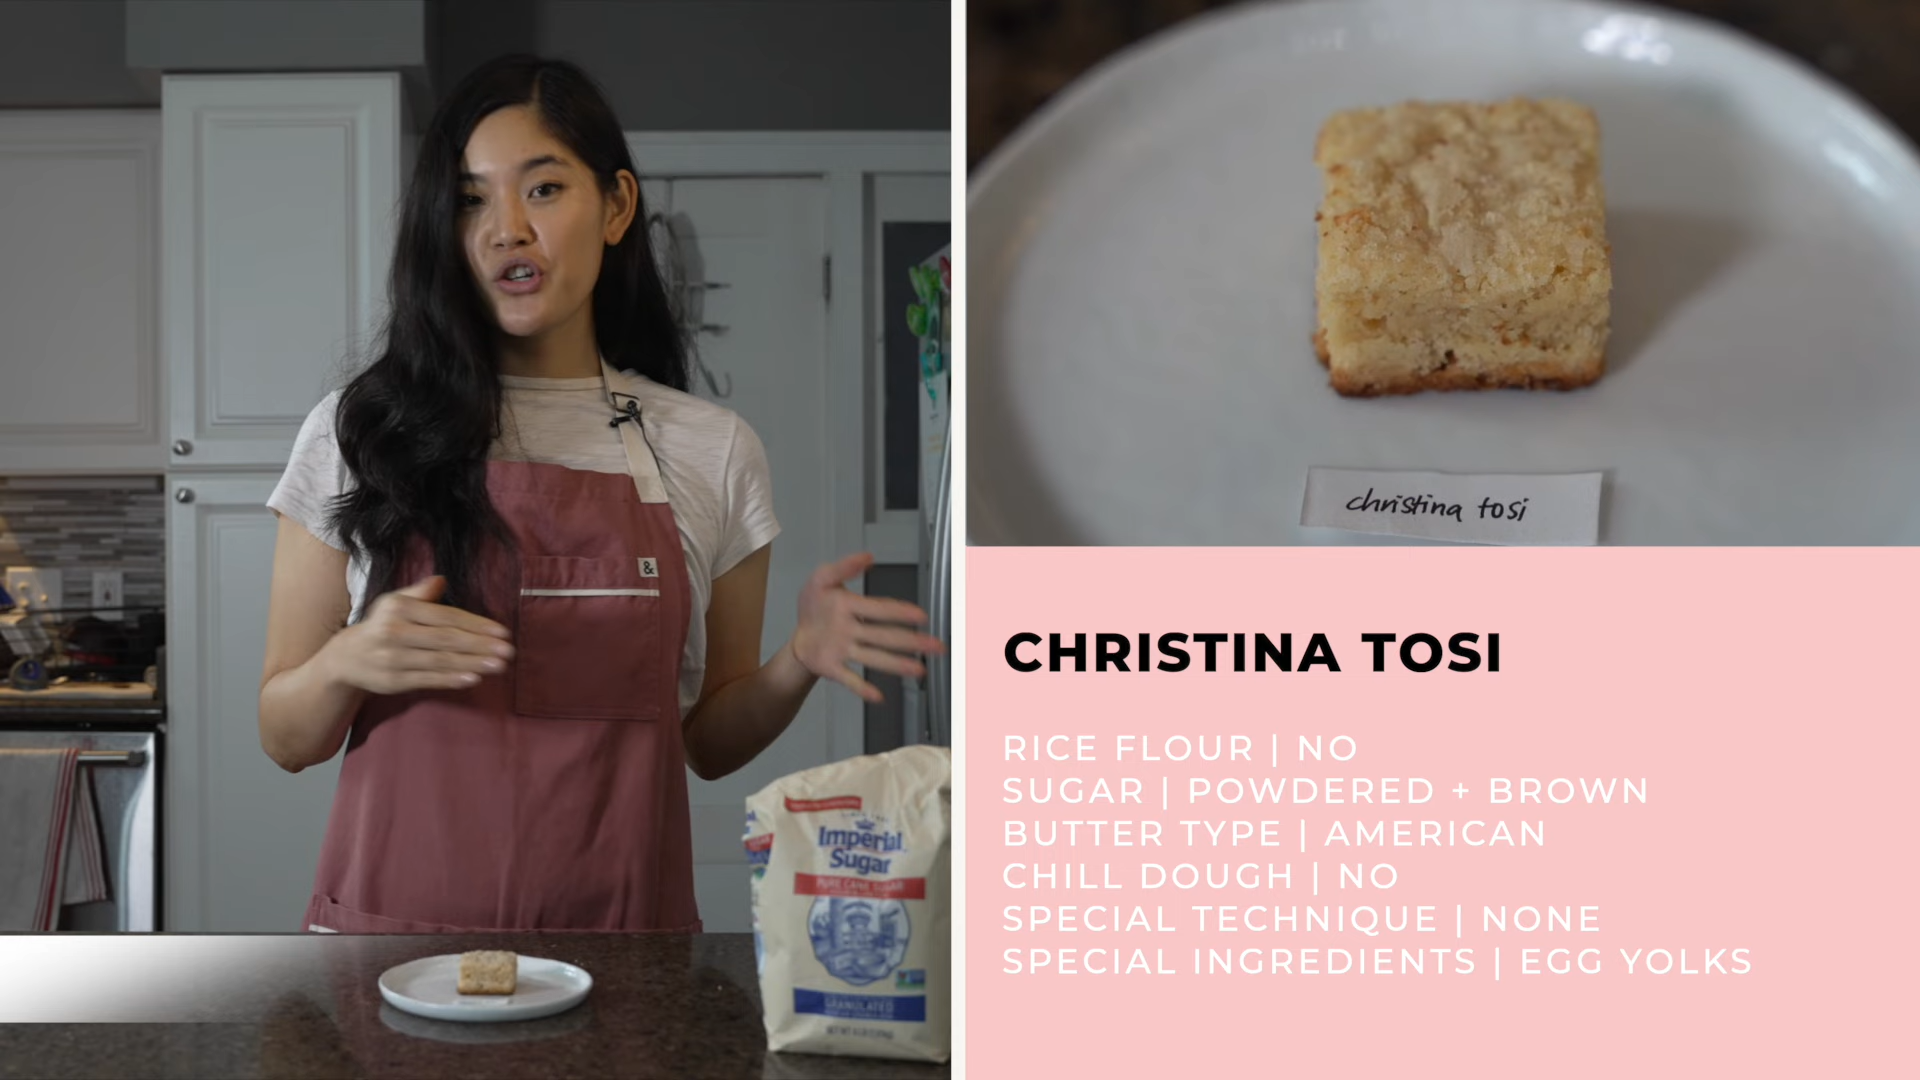 &
Imperial
Sugar
PURE CANE SUGAR
GRANULATED
christina tosi
CHRISTINA TOSI
RICE FLOUR | NO
SUGAR | POWDERED + BROWN
BUTTER TYPE | AMERICAN
CHILL DOUGH | NO
SPECIAL TECHNIQUE | NONE
SPECIAL INGREDIENTS | EGG YOLKS